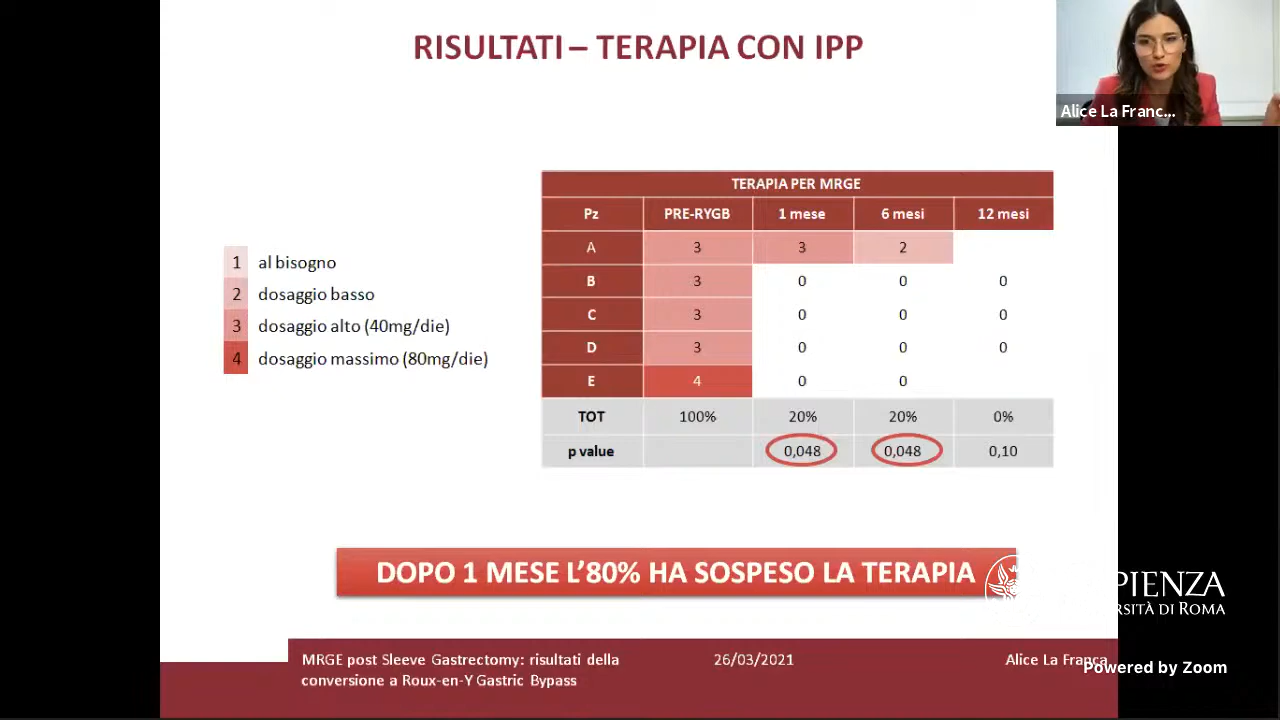 RISULTATI – TERAPIA CON IPP
Alice La Franc...
1 al bisogno
2 dosaggio basso
3 dosaggio alto (40mg/die)
4 dosaggio massimo (80mg/die)
TERAPIA PER MRGE
Pz PRE-RYGB 1 mese 6 mesi 12 mesi
A 3 3 2
B 3 0 0 0
C 3 0 0 0
D 3 0 0 0
E 4 0 0
TOT 100% 20% 20% 0%
p value 0,048 0,048 0,10
DOPO 1 MESE L’80% HA SOSPESO LA TERAPIA
PIENZA
RSITÀ DI ROMA
MRGE post Sleeve Gastrectomy: risultati della
conversione a Roux-en-Y Gastric Bypass
26/03/2021
Alice La Franca
Powered by Zoom